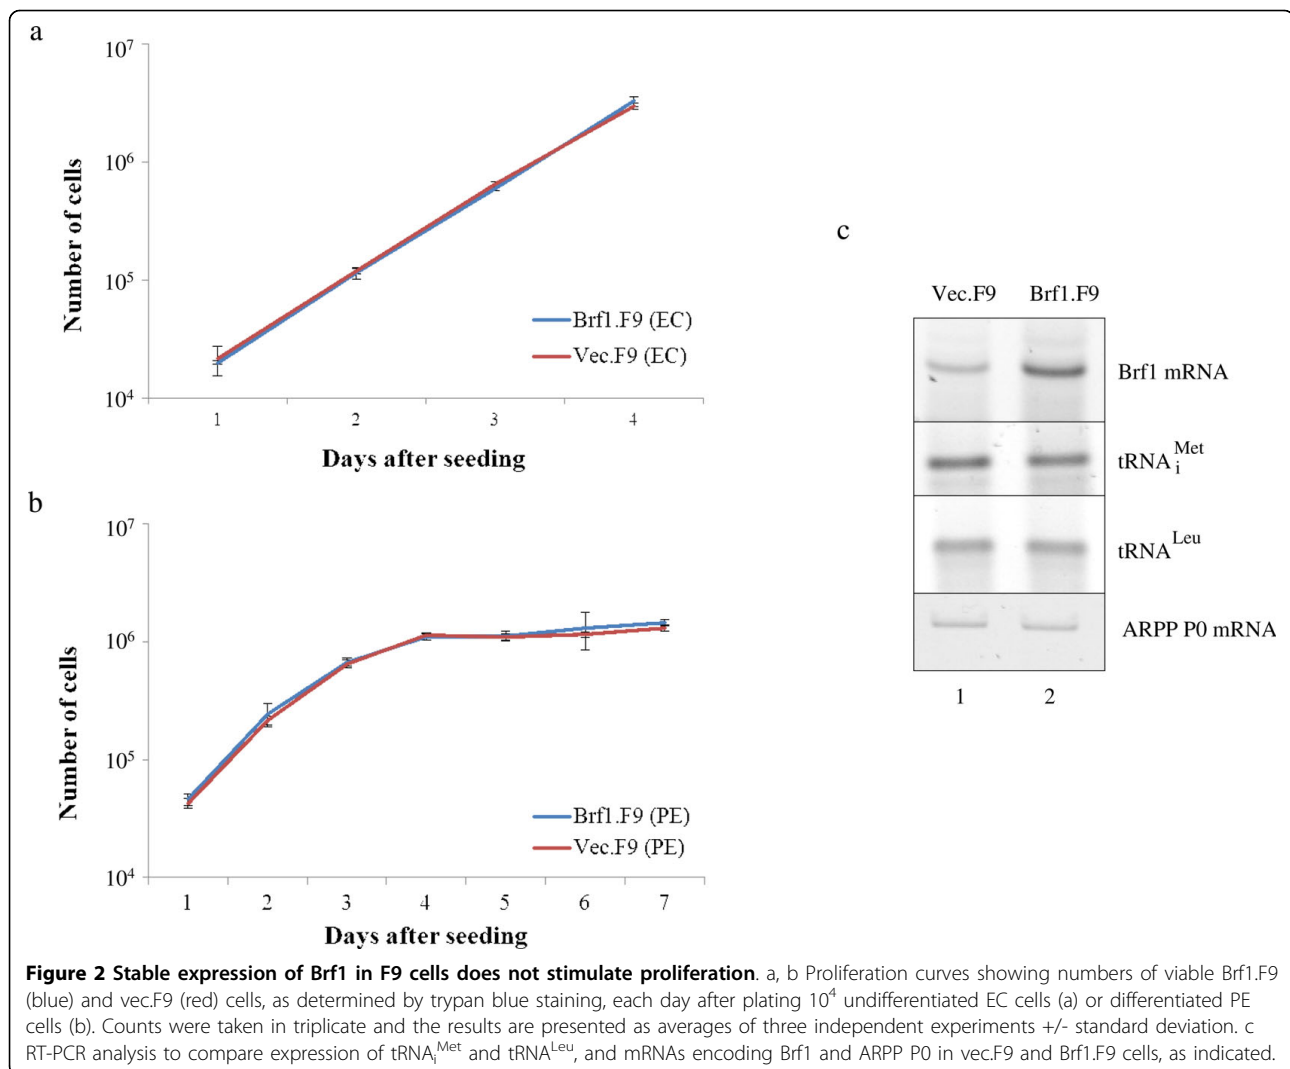 a
10^7
10^6
10^5
10^4
Number of cells
Brf1.F9 (EC)
Vec.F9 (EC)
1 2 3 4
Days after seeding
b
10^7
10^6
10^5
10^4
Number of cells
Brf1.F9 (PE)
Vec.F9 (PE)
1 2 3 4 5 6 7
Days after seeding
c
Vec.F9 Brf1.F9
Brf1 mRNA
tRNA_i^Met
tRNA^Leu
ARPP P0 mRNA
1 2
Figure 2 Stable expression of Brf1 in F9 cells does not stimulate proliferation. a, b Proliferation curves showing numbers of viable Brf1.F9
(blue) and vec.F9 (red) cells, as determined by trypan blue staining, each day after plating 10^4 undifferentiated EC cells (a) or differentiated PE
cells (b). Counts were taken in triplicate and the results are presented as averages of three independent experiments +/- standard deviation. c
RT-PCR analysis to compare expression of tRNA_i^Met and tRNA^Leu, and mRNAs encoding Brf1 and ARPP P0 in vec.F9 and Brf1.F9 cells, as indicated.